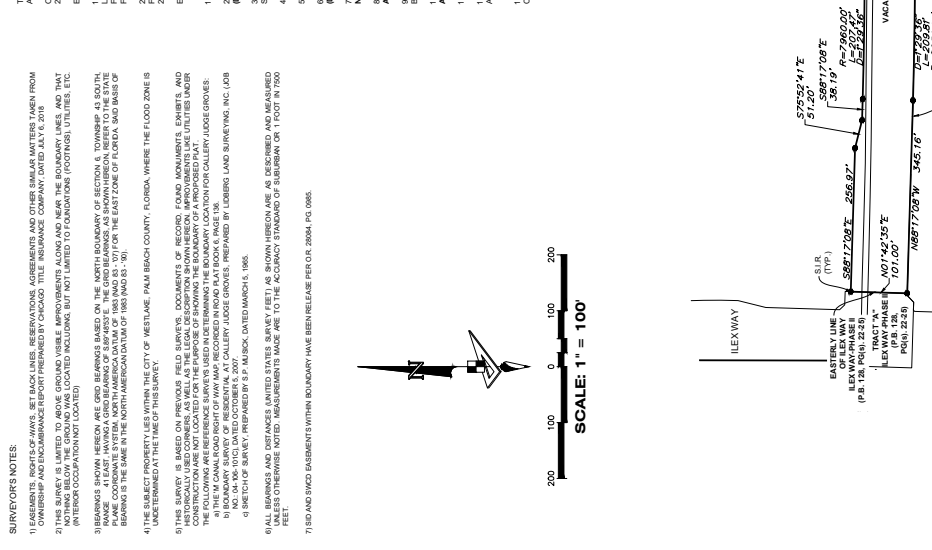 SURVEYOR'S NOTES:
1) EASEMENTS, RIGHTS-OF-WAYS, SET BACK LINES, RESERVATIONS, AGREEMENTS AND OTHER SIMILAR MATTERS TAKEN FROM
OWNERSHIP AND ENCUMBRANCE REPORT PREPARED BY CHICAGO TITLE INSURANCE COMPANY, DATED JULY 6, 2018
2) THIS SURVEY IS LIMITED TO ABOVE GROUND VISIBLE IMPROVEMENTS ALONG AND NEAR THE BOUNDARY LINES, AND THAT
NOTHING BELOW THE GROUND WAS LOCATED INCLUDING, BUT NOT LIMITED TO FOUNDATIONS (FOOTINGS), UTILITIES, ETC.
(INTERIOR OCCUPATION NOT LOCATED)
3) BEARINGS SHOWN HEREON ARE GRID BEARINGS BASED ON THE NORTH BOUNDARY OF SECTION 6, TOWNSHIP 43 SOUTH,
RANGE 41 EAST, HAVING A GRID BEARING OF S.89°48'53"E. THE GRID BEARINGS, AS SHOWN HEREON, REFER TO THE STATE
PLANE COORDINATE SYSTEM, NORTH AMERICA DATUM OF 1983 (NAD 83 - '07) FOR THE EAST ZONE OF FLORIDA. SAID BASIS OF
BEARING IS THE SAME IN THE NORTH AMERICAN DATUM OF 1983 (NAD 83 - '90).
4) THE SUBJECT PROPERTY LIES WITHIN THE CITY OF WESTLAKE, PALM BEACH COUNTY, FLORIDA, WHERE THE FLOOD ZONE IS
UNDETERMINED AT THE TIME OF THIS SURVEY.
5) THIS SURVEY IS BASED ON PREVIOUS FIELD SURVEYS, DOCUMENTS OF RECORD, FOUND MONUMENTS, EXHIBITS, AND
HISTORICALLY USED CORNERS, AS WELL AS THE LEGAL DESCRIPTION SHOWN HEREON, IMPROVEMENTS LIKE UTILITIES UNDER
CONSTRUCTION ARE NOT LOCATED FOR THE PURPOSE OF SHOWING THE BOUNDARY OF A PROPOSED PLAT.
THE FOLLOWING ARE REFERENCE SURVEYS USED IN DETERMINING THE BOUNDARY LOCATION FOR CALLERY JUDGE GROVES:
a) THE 'M' CANAL ROAD RIGHT OF WAY MAP, RECORDED IN ROAD PLAT BOOK 6, PAGE 136.
b) BOUNDARY SURVEY OF RESIDENTIAL AT CALLERY JUDGE GROVES, PREPARED BY LIDBERG LAND SURVEYING, INC. (JOB
NO.: 04-106-101C), DATED OCTOBER 5, 2007.
c) SKETCH OF SURVEY, PREPARED BY S.P. MUSICK, DATED MARCH 5, 1965.
6) ALL BEARINGS AND DISTANCES (UNITED STATES SURVEY FEET) AS SHOWN HEREON ARE AS DESCRIBED AND MEASURED
UNLESS OTHERWISE NOTED. MEASUREMENTS MADE ARE TO THE ACCURACY STANDARD OF SUBURBAN OR 1 FOOT IN 7500
FEET.
7) SID AND SWCD EASEMENTS WITHIN BOUNDARY HAVE BEEN RELEASE PER O.R. 28084, PG. 0985.
N
200 100 0 100 200
SCALE: 1" = 100'
ILEX WAY
EASTERLY LINE
OF ILEX WAY
ILEX WAY-PHASE II
(P.B. 128, PG(s). 22-25)
TRACT "A"
ILEX WAY-PHASE II
(P.B. 128,
PG(s). 22-25)
S.I.R.
(TYP.)
S88°17'08"E 256.97'
N01°42'35"E
101.00'
N88°17'08"W 345.16'
S75°52'41"E
51.20'
S88°17'08"E
38.19'
R=7960.00'
L=207.47'
D=1°29'36"
VACA
D=1°29'36"
L=209.81'